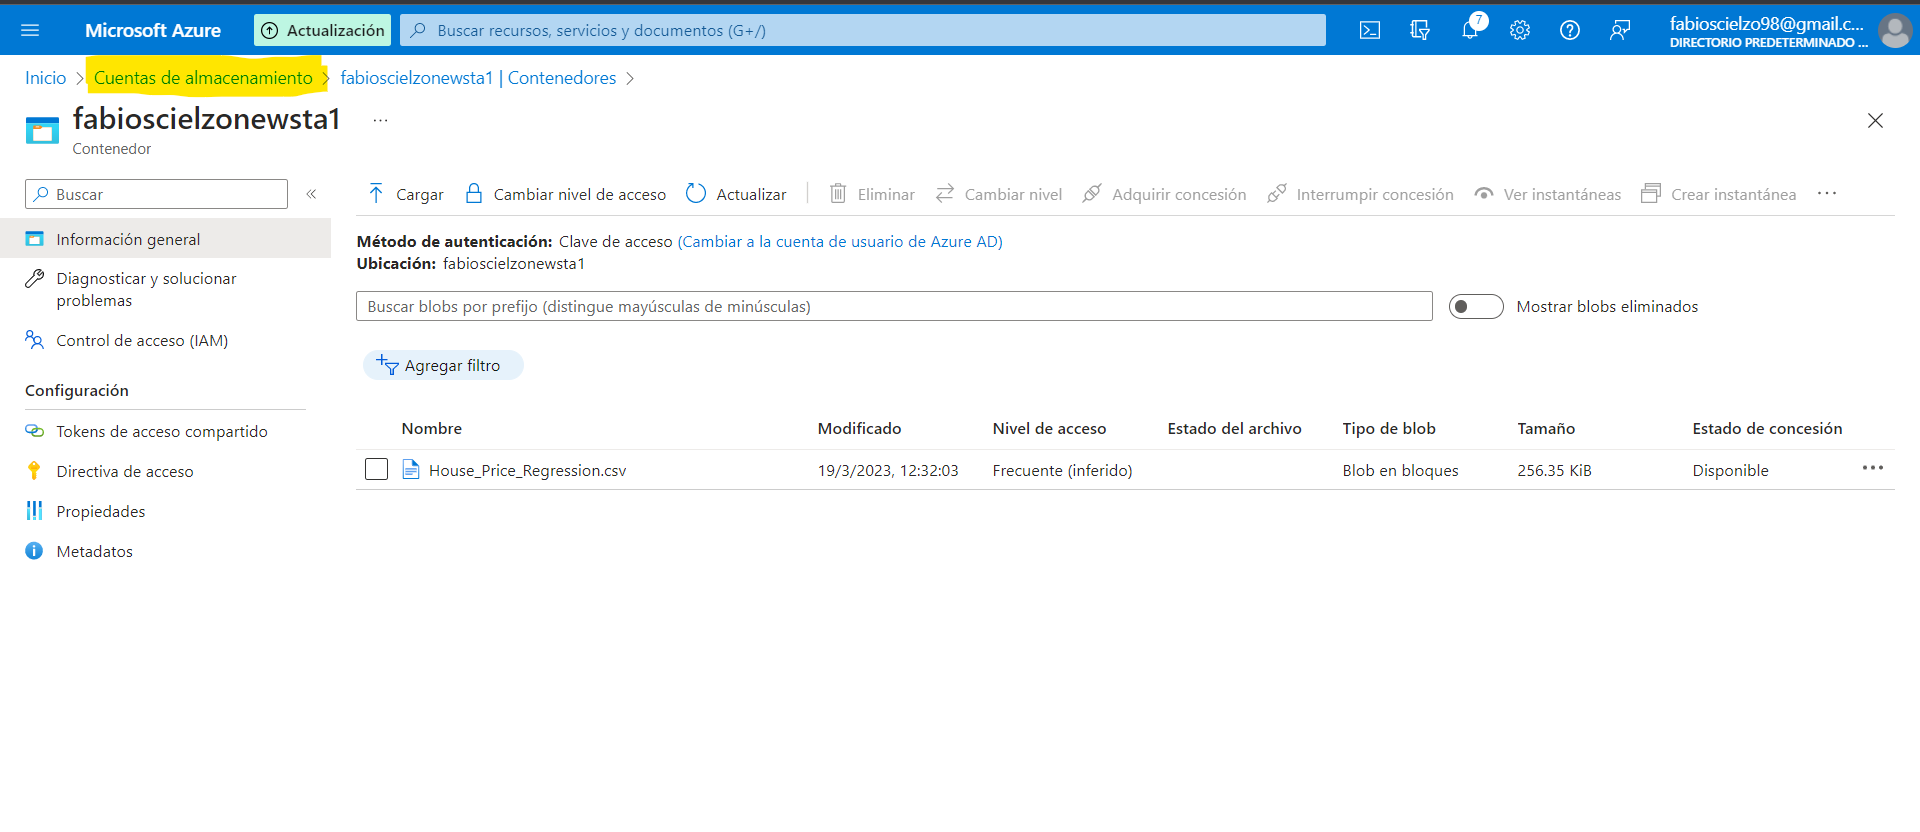 Microsoft Azure
Actualización
Buscar recursos, servicios y documentos (G+/)
7
fabioscielzo98@gmail.c...
DIRECTORIO PREDETERMINADO ...
Inicio > Cuentas de almacenamiento > fabioscielzonewsta1 | Contenedores >
fabioscielzonewsta1 ...
Contenedor
Buscar
«
Cargar Cambiar nivel de acceso Actualizar Eliminar Cambiar nivel Adquirir concesión Interrumpir concesión Ver instantáneas Crear instantánea ...
Información general
Diagnosticar y solucionar
problemas
Control de acceso (IAM)
Configuración
Tokens de acceso compartido
Directiva de acceso
Propiedades
Metadatos
Método de autenticación: Clave de acceso (Cambiar a la cuenta de usuario de Azure AD)
Ubicación: fabioscielzonewsta1
Buscar blobs por prefijo (distingue mayúsculas de minúsculas)
Mostrar blobs eliminados
Agregar filtro
Nombre Modificado Nivel de acceso Estado del archivo Tipo de blob Tamaño Estado de concesión
House_Price_Regression.csv 19/3/2023, 12:32:03 Frecuente (inferido) Blob en bloques 256.35 KiB Disponible ...